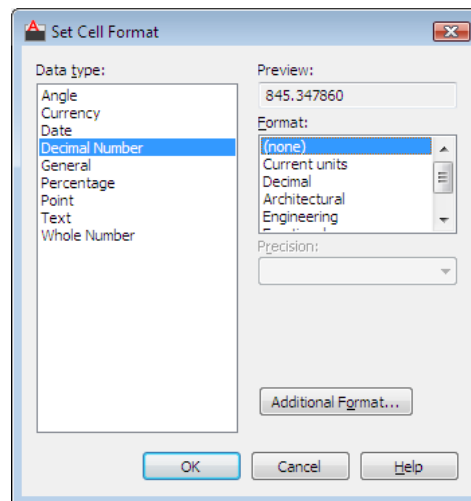 Set Cell Format
Data type:
Angle
Currency
Date
Decimal Number
General
Percentage
Point
Text
Whole Number
Preview:
845.347860
Format:
(none)
Current units
Decimal
Architectural
Engineering
Precision:
Additional Format...
OK
Cancel
Help